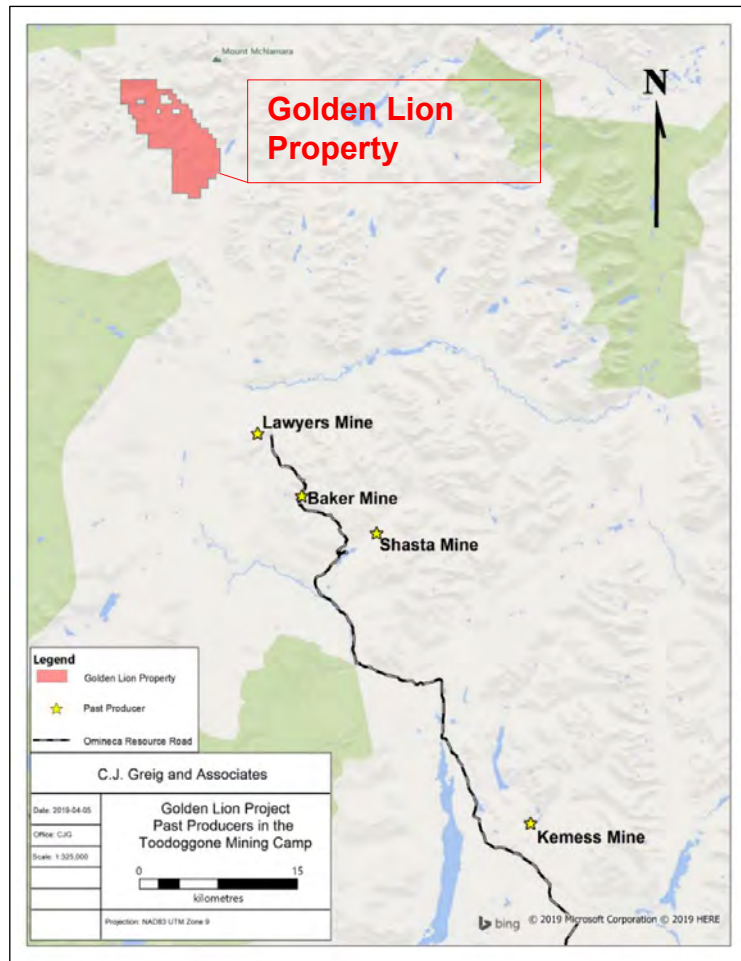 Mount McNamara
Golden Lion
Property
N
Lawyers Mine
Baker Mine
Shasta Mine
Kemess Mine
Legend
Golden Lion Property
Past Producer
Omineca Resource Road
C.J. Greig and Associates
Date: 2019-04-05
Office: CJG
Scale: 1:325,000
Golden Lion Project
Past Producers in the
Toodoggone Mining Camp
0 15
kilometres
Projection: NAD83 UTM Zone 9
bing © 2019 Microsoft Corporation © 2019 HERE